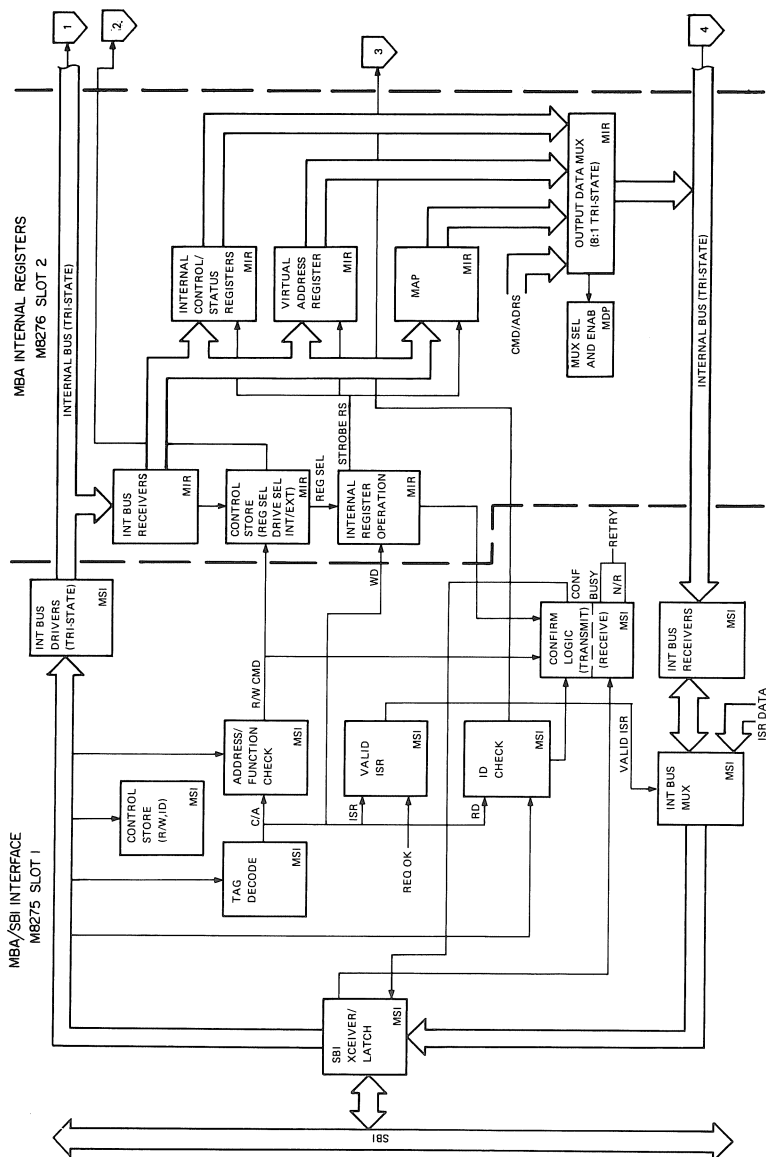 MBA/SBI INTERFACE
M8275 SLOT 1
MBA INTERNAL REGISTERS
M8276 SLOT 2
SBI
SBI
XCEIVER/
LATCH
MSI
TAG
DECODE
MSI
CONTROL
STORE
(R/W,ID)
MSI
C/A
ADDRESS/
FUNCTION
CHECK
MSI
R/W CMD
ISR
REQ OK
VALID
ISR
MSI
RD
ID
CHECK
MSI
WD
INT BUS
DRIVERS
(TRI-STATE)
MSI
CONFIRM
LOGIC
(TRANSMIT)
(RECEIVE)
MSI
CONF
BUSY
N/R
RETRY
VALID ISR
INT BUS
MUX
MSI
ISR DATA
INT BUS
RECEIVERS
MSI
INTERNAL BUS (TRI-STATE)
INT BUS
RECEIVERS
MIR
CONTROL
STORE
(REG SEL
DRIVE SEL
INT/EXT)
MIR
REG SEL
INTERNAL
REGISTER
OPERATION
MIR
STROBE RS
INTERNAL
CONTROL/
STATUS
REGISTERS
MIR
VIRTUAL
ADDRESS
REGISTER
MIR
MAP
MIR
CMD/ADRS
OUTPUT DATA MUX
(8:1 TRI-STATE)
MIR
MUX SEL
AND ENAB
MDP
INTERNAL BUS (TRI-STATE)
1
2
3
4